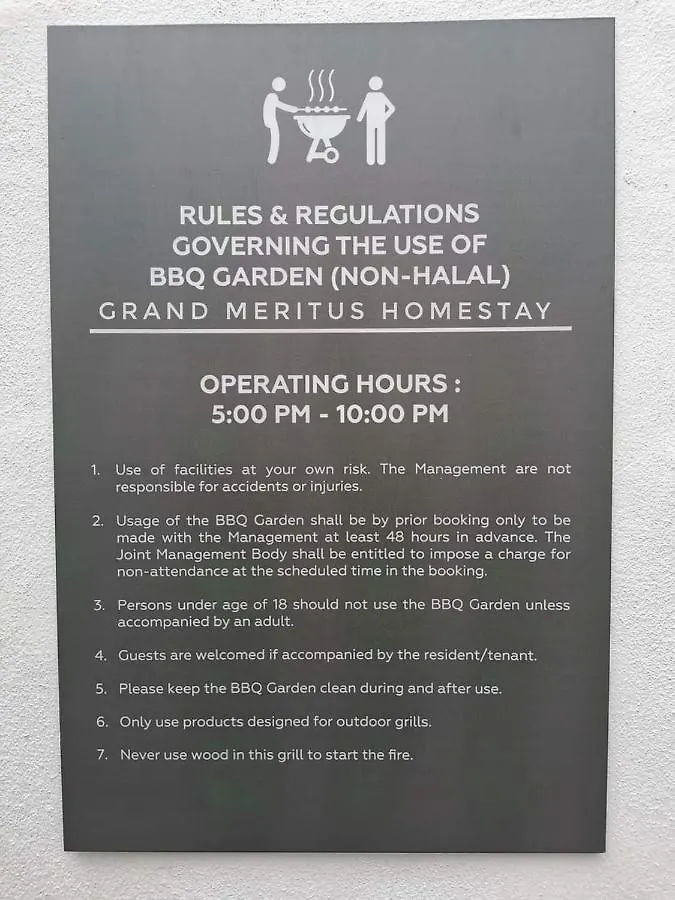 RULES & REGULATIONS
GOVERNING THE USE OF
BBQ GARDEN (NON-HALAL)
GRAND MERITUS HOMESTAY
OPERATING HOURS :
5:00 PM - 10:00 PM
1. Use of facilities at your own risk. The Management are not
responsible for accidents or injuries.
2. Usage of the BBQ Garden shall be by prior booking only to be
made with the Management at least 48 hours in advance. The
Joint Management Body shall be entitled to impose a charge for
non-attendance at the scheduled time in the booking.
3. Persons under age of 18 should not use the BBQ Garden unless
accompanied by an adult.
4. Guests are welcomed if accompanied by the resident/tenant.
5. Please keep the BBQ Garden clean during and after use.
6. Only use products designed for outdoor grills.
7. Never use wood in this grill to start the fire.